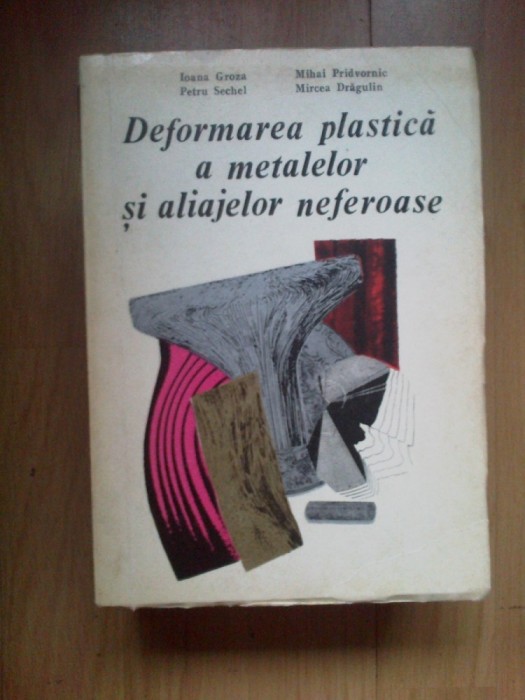 Ioana Groza
Petru Sechel
Mihai Pridvornic
Mircea Drăgulin
Deformarea plastică
a metalelor
și aliajelor neferoase